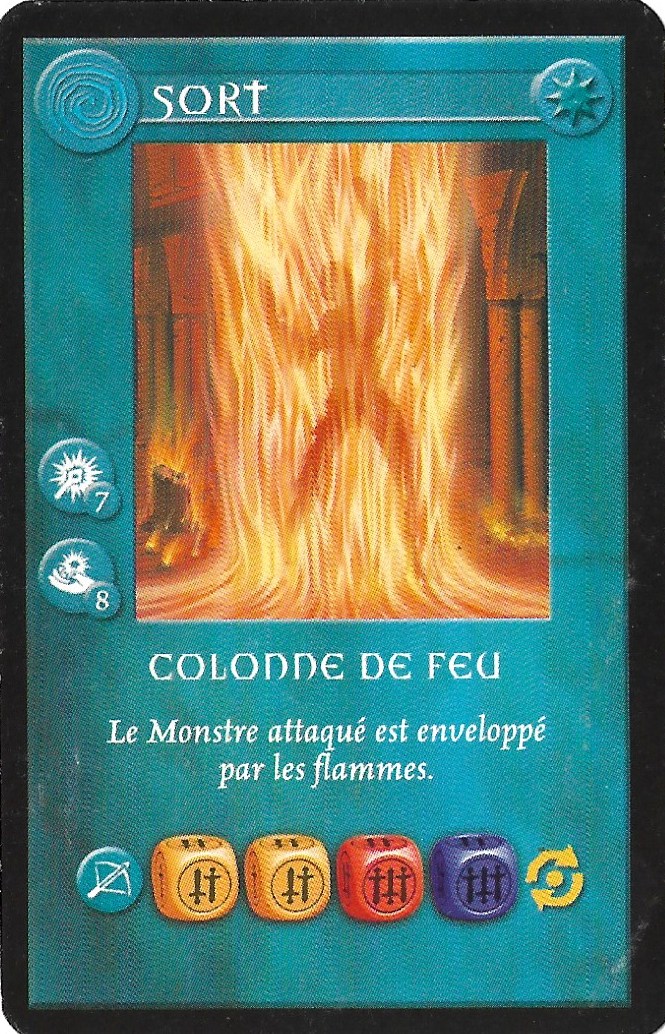 SORT
7
8
COLONNE DE FEU
Le Monstre attaqué est enveloppé
par les flammes.